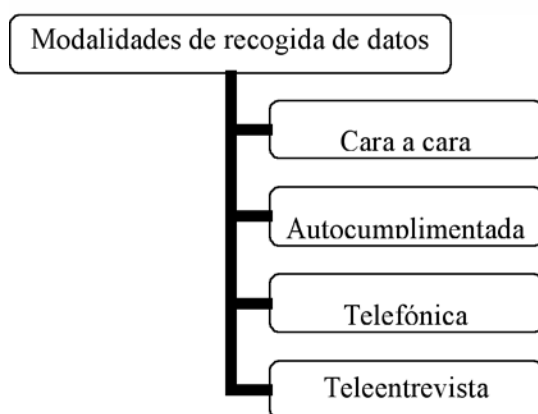 Modalidades de recogida de datos
Cara a cara
Autocumplimentada
Telefónica
Teleentrevista